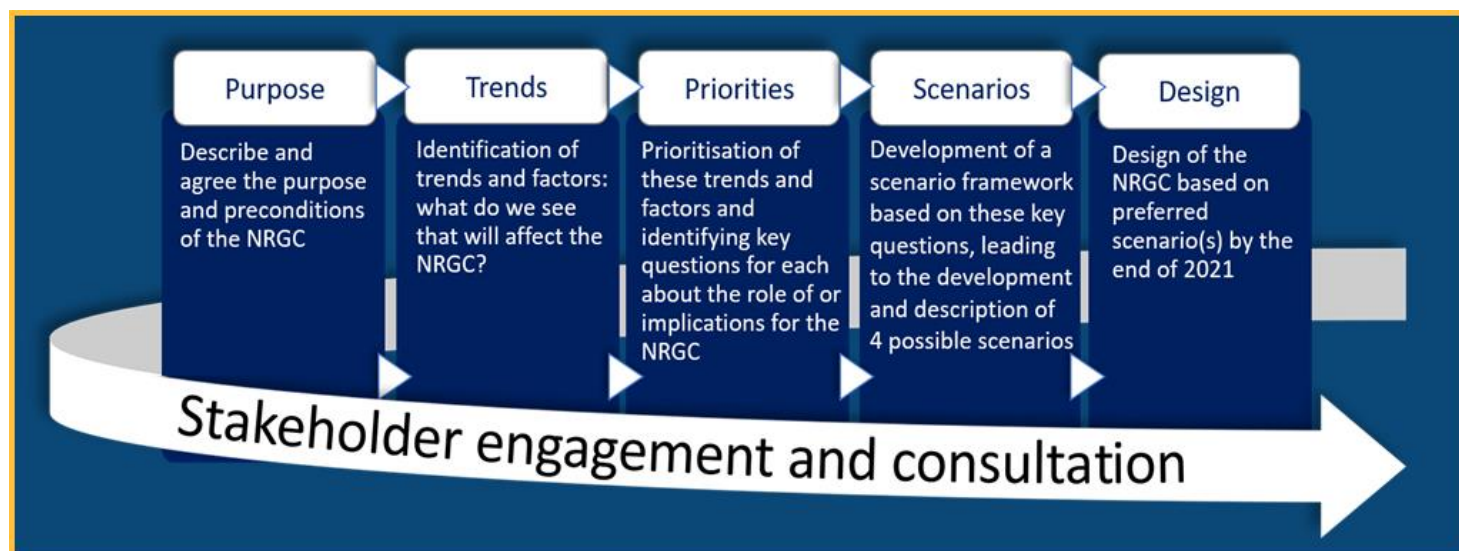 Purpose
Describe and
agree the purpose
and preconditions
of the NRGC
Trends
Identification of
trends and factors:
what do we see
that will affect the
NRGC?
Priorities
Prioritisation of
these trends and
factors and
identifying key
questions for each
about the role of or
implications for the
NRGC
Scenarios
Development of a
scenario framework
based on these key
questions, leading
to the development
and description of
4 possible scenarios
Design
Design of the
NRGC based on
preferred
scenario(s) by the
end of 2021
Stakeholder engagement and consultation